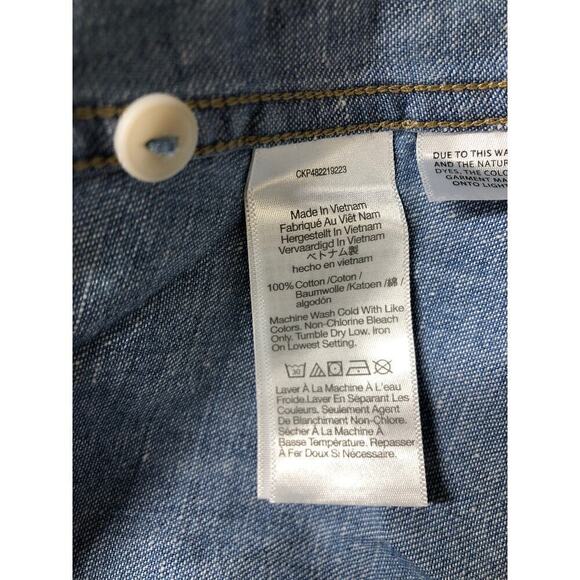 CKP482219223
Made In Vietnam
Fabriqué Au Viêt Nam
Hergestellt In Vietnam
Vervaardigd In Vietnam
ベトナム製
hecho en vietnam
100% Cotton /Coton /
Baumwolle /Katoen /綿 /
algodón
Machine Wash Cold With Like
Colors. Non-Chlorine Bleach
Only. Tumble Dry Low. Iron
On Lowest Setting.
30
Laver À La Machine À L'eau
Froide.Laver En Séparant Les
Couleurs. Seulement Agent
De Blanchiment Non-Chlore.
Sécher À La Machine À
Basse Température. Repasser
À Fer Doux Si Nécessaire.
DUE TO THIS WA
AND THE NATUR
DYES, THE COLO
GARMENT MA
ONTO LIGH